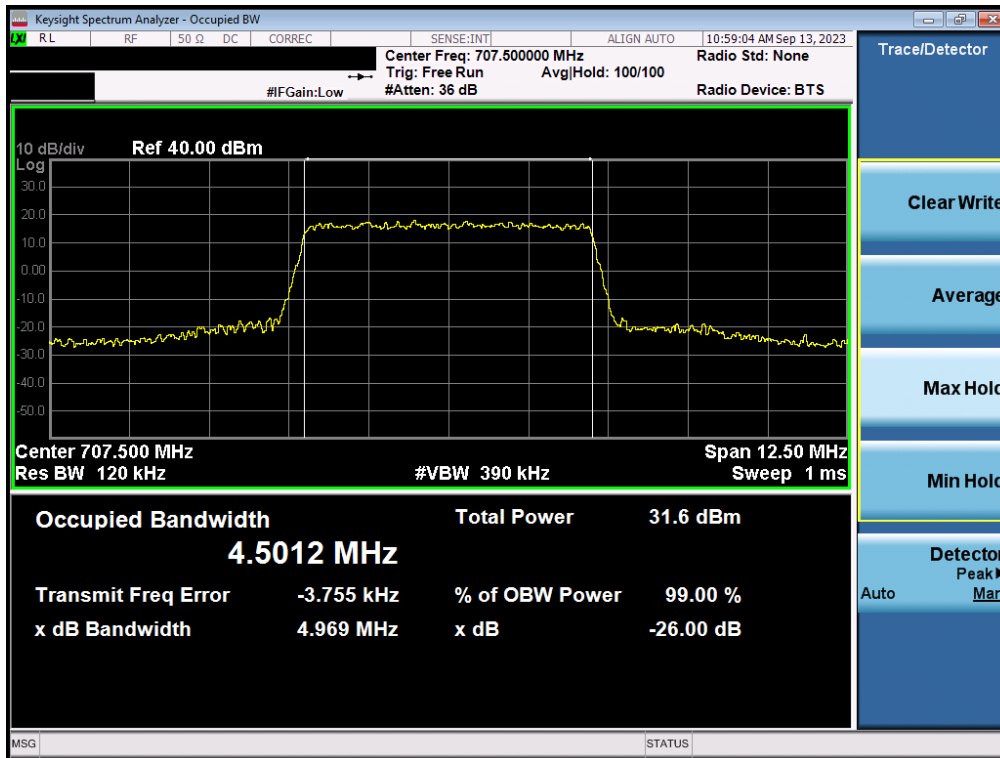 Keysight Spectrum Analyzer - Occupied BW
LXI RL RF 50 Ω DC CORREC SENSE:INT ALIGN AUTO 10:59:04 AM Sep 13, 2023
Center Freq: 707.500000 MHz Radio Std: None
Trig: Free Run Avg|Hold: 100/100
#IFGain:Low #Atten: 36 dB Radio Device: BTS
10 dB/div Ref 40.00 dBm
Log
30.0
20.0
10.0
0.00
-10.0
-20.0
-30.0
-40.0
-50.0
Center 707.500 MHz Span 12.50 MHz
Res BW 120 kHz #VBW 390 kHz Sweep 1 ms
Occupied Bandwidth Total Power 31.6 dBm
4.5012 MHz
Transmit Freq Error -3.755 kHz % of OBW Power 99.00 %
x dB Bandwidth 4.969 MHz x dB -26.00 dB
MSG STATUS
Trace/Detector
Clear Write
Average
Max Hold
Min Hold
Detector
Peak
Auto Man